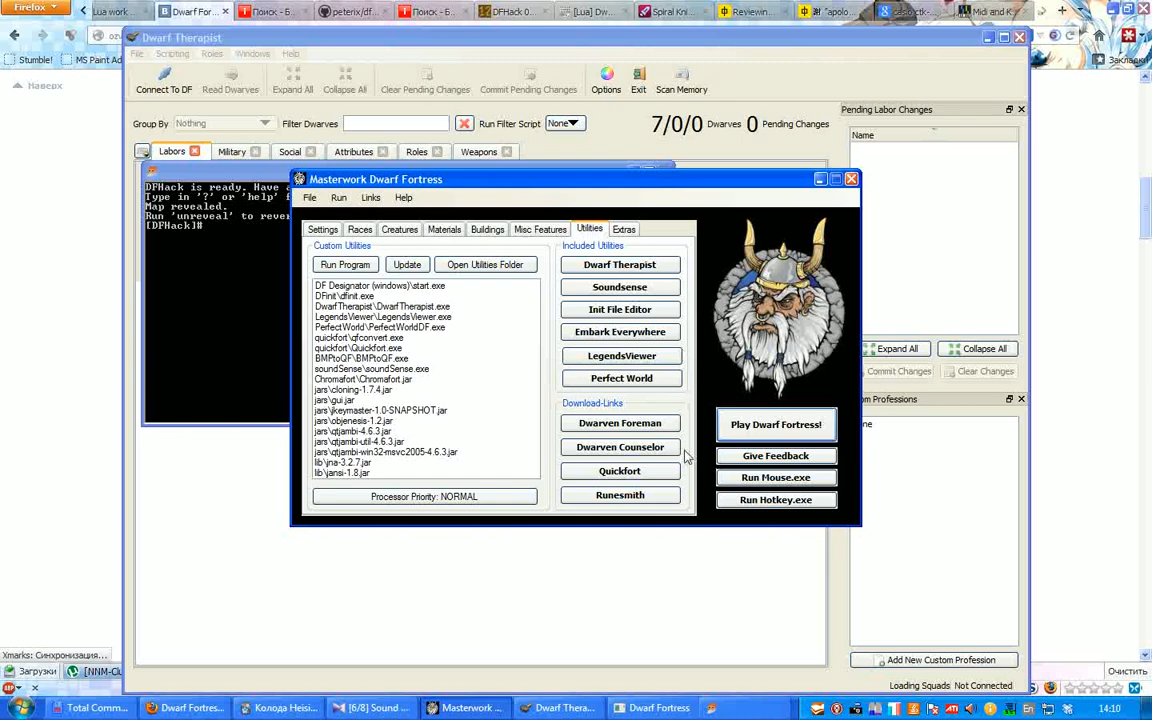 Firefox
Lua work
Dwarf For...
Поиск - Б...
peterix/df...
Поиск - Б...
DFHack 0...
[Lua] Dw...
Spiral Kni...
Reviewin...
Midi and K...
Dwarf Therapist
Stumble!
MS Paint Ad
Закладки
File Scripting Roles Windows Help
Наверх
Connect To DF
Read Dwarves
Expand All
Collapse All
Clear Pending Changes
Commit Pending Changes
Options
Exit
Scan Memory
Group By Nothing
Filter Dwarves
Run Filter Script None
7/0/0 Dwarves 0 Pending Changes
Pending Labor Changes
Name
Labors
Military
Social
Attributes
Roles
Weapons
DFHack is ready. Have a
Type in '?' or 'help' f
Map revealed.
Run 'unreveal' to rever
[DFHack]#
Masterwork Dwarf Fortress
File Run Links Help
Settings Races Creatures Materials Buildings Misc Features Utilities Extras
Custom Utilities
Run Program
Update
Open Utilities Folder
DF Designator (windows)\start.exe
DFinit\dfinit.exe
DwarfTherapist\DwarfTherapist.exe
LegendsViewer\LegendsViewer.exe
PerfectWorld\PerfectWorldDF.exe
quickfort\qfconvert.exe
quickfort\Quickfort.exe
BMPtoQF\BMPtoQF.exe
soundSense\soundSense.exe
Chromafort\Chromafort.jar
jars\cloning-1.7.4.jar
jars\gui.jar
jars\jkeymaster-1.0-SNAPSHOT.jar
jars\objenesis-1.2.jar
jars\qtjambi-4.6.3.jar
jars\qtjambi-util-4.6.3.jar
jars\qtjambi-win32-msvc2005-4.6.3.jar
lib\jna-3.2.7.jar
lib\jansi-1.8.jar
Processor Priority: NORMAL
Included Utilities
Dwarf Therapist
Soundsense
Init File Editor
Embark Everywhere
LegendsViewer
Perfect World
Download-Links
Dwarven Foreman
Dwarven Counselor
Quickfort
Runesmith
Play Dwarf Fortress!
Give Feedback
Run Mouse.exe
Run Hotkey.exe
Expand All
Collapse All
Commit Changes
Clear Changes
Custom Professions
Add New Custom Profession
Loading Squads Not Connected
Xmarks: Синхронизация...
Загрузки
[NNM-Clu
Очистить
Total Comm...
Dwarf Fortres...
Колода Heisi...
[6/8] Sound ...
Masterwork ...
Dwarf Thera...
Dwarf Fortress
En
14:10